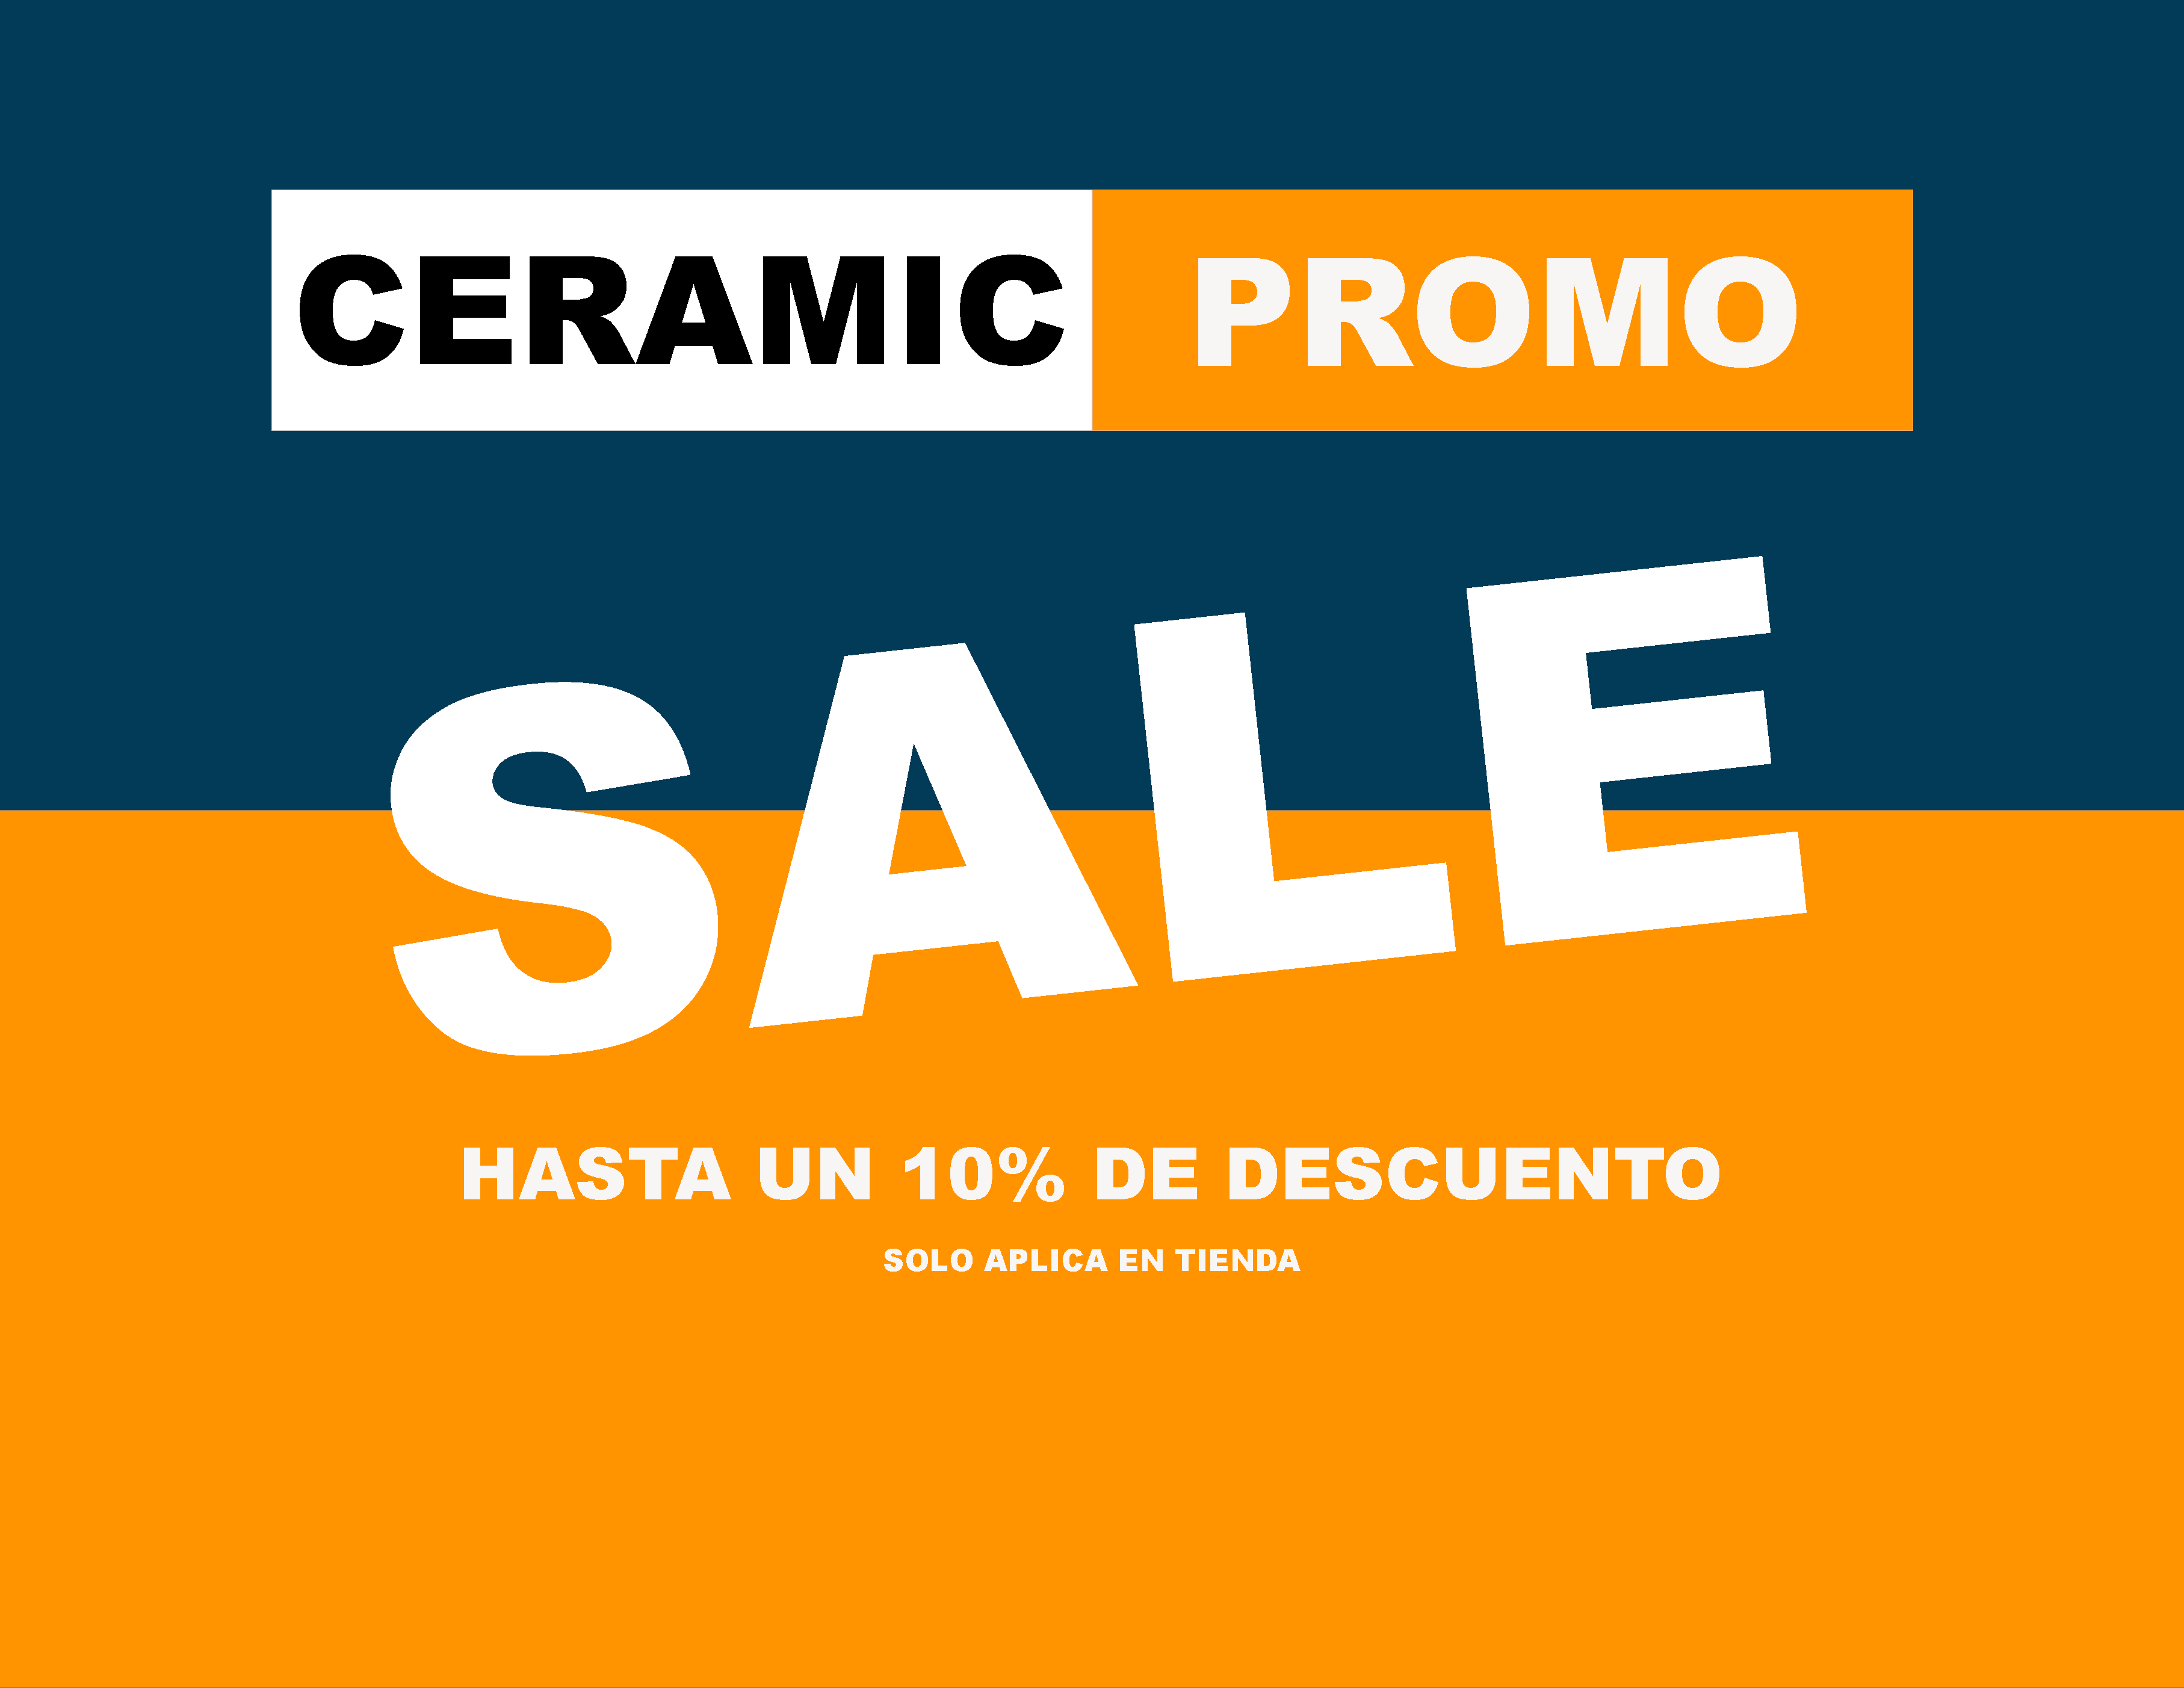 CERAMIC PROMO
SALE
HASTA UN 10% DE DESCUENTO
SOLO APLICA EN TIENDA